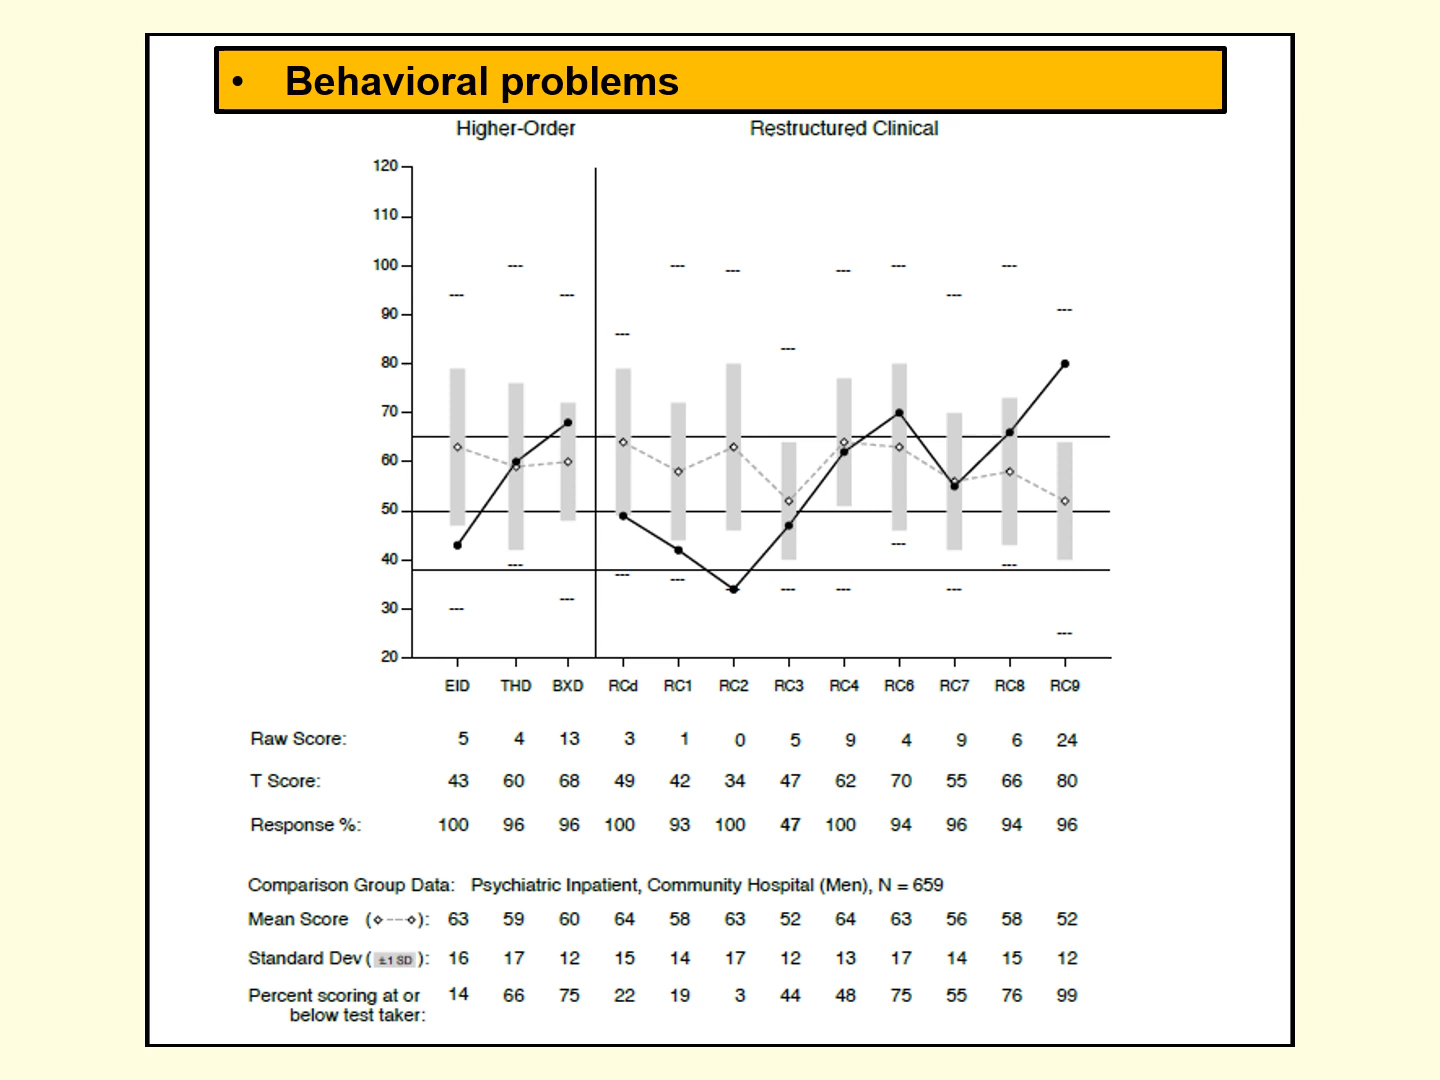 • Behavioral problems
Higher-Order Restructured Clinical
120
110
100
90
80
70
60
50
40
30
20
EID THD BXD RCd RC1 RC2 RC3 RC4 RC6 RC7 RC8 RC9
Raw Score: 5 4 13 3 1 0 5 9 4 9 6 24
T Score: 43 60 68 49 42 34 47 62 70 55 66 80
Response %: 100 96 96 100 93 100 47 100 94 96 94 96
Comparison Group Data: Psychiatric Inpatient, Community Hospital (Men), N = 659
Mean Score (◇---◇): 63 59 60 64 58 63 52 64 63 56 58 52
Standard Dev ( ±1 SD ): 16 17 12 15 14 17 12 13 17 14 15 12
Percent scoring at or 14 66 75 22 19 3 44 48 75 55 76 99
below test taker: